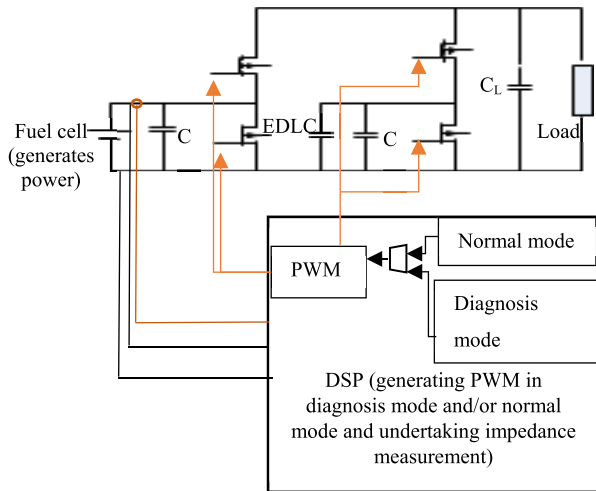 Fuel cell
(generates
power)
C
EDLC
C
C_L
Load
PWM
Normal mode
Diagnosis
mode
DSP (generating PWM in
diagnosis mode and/or normal
mode and undertaking impedance
measurement)